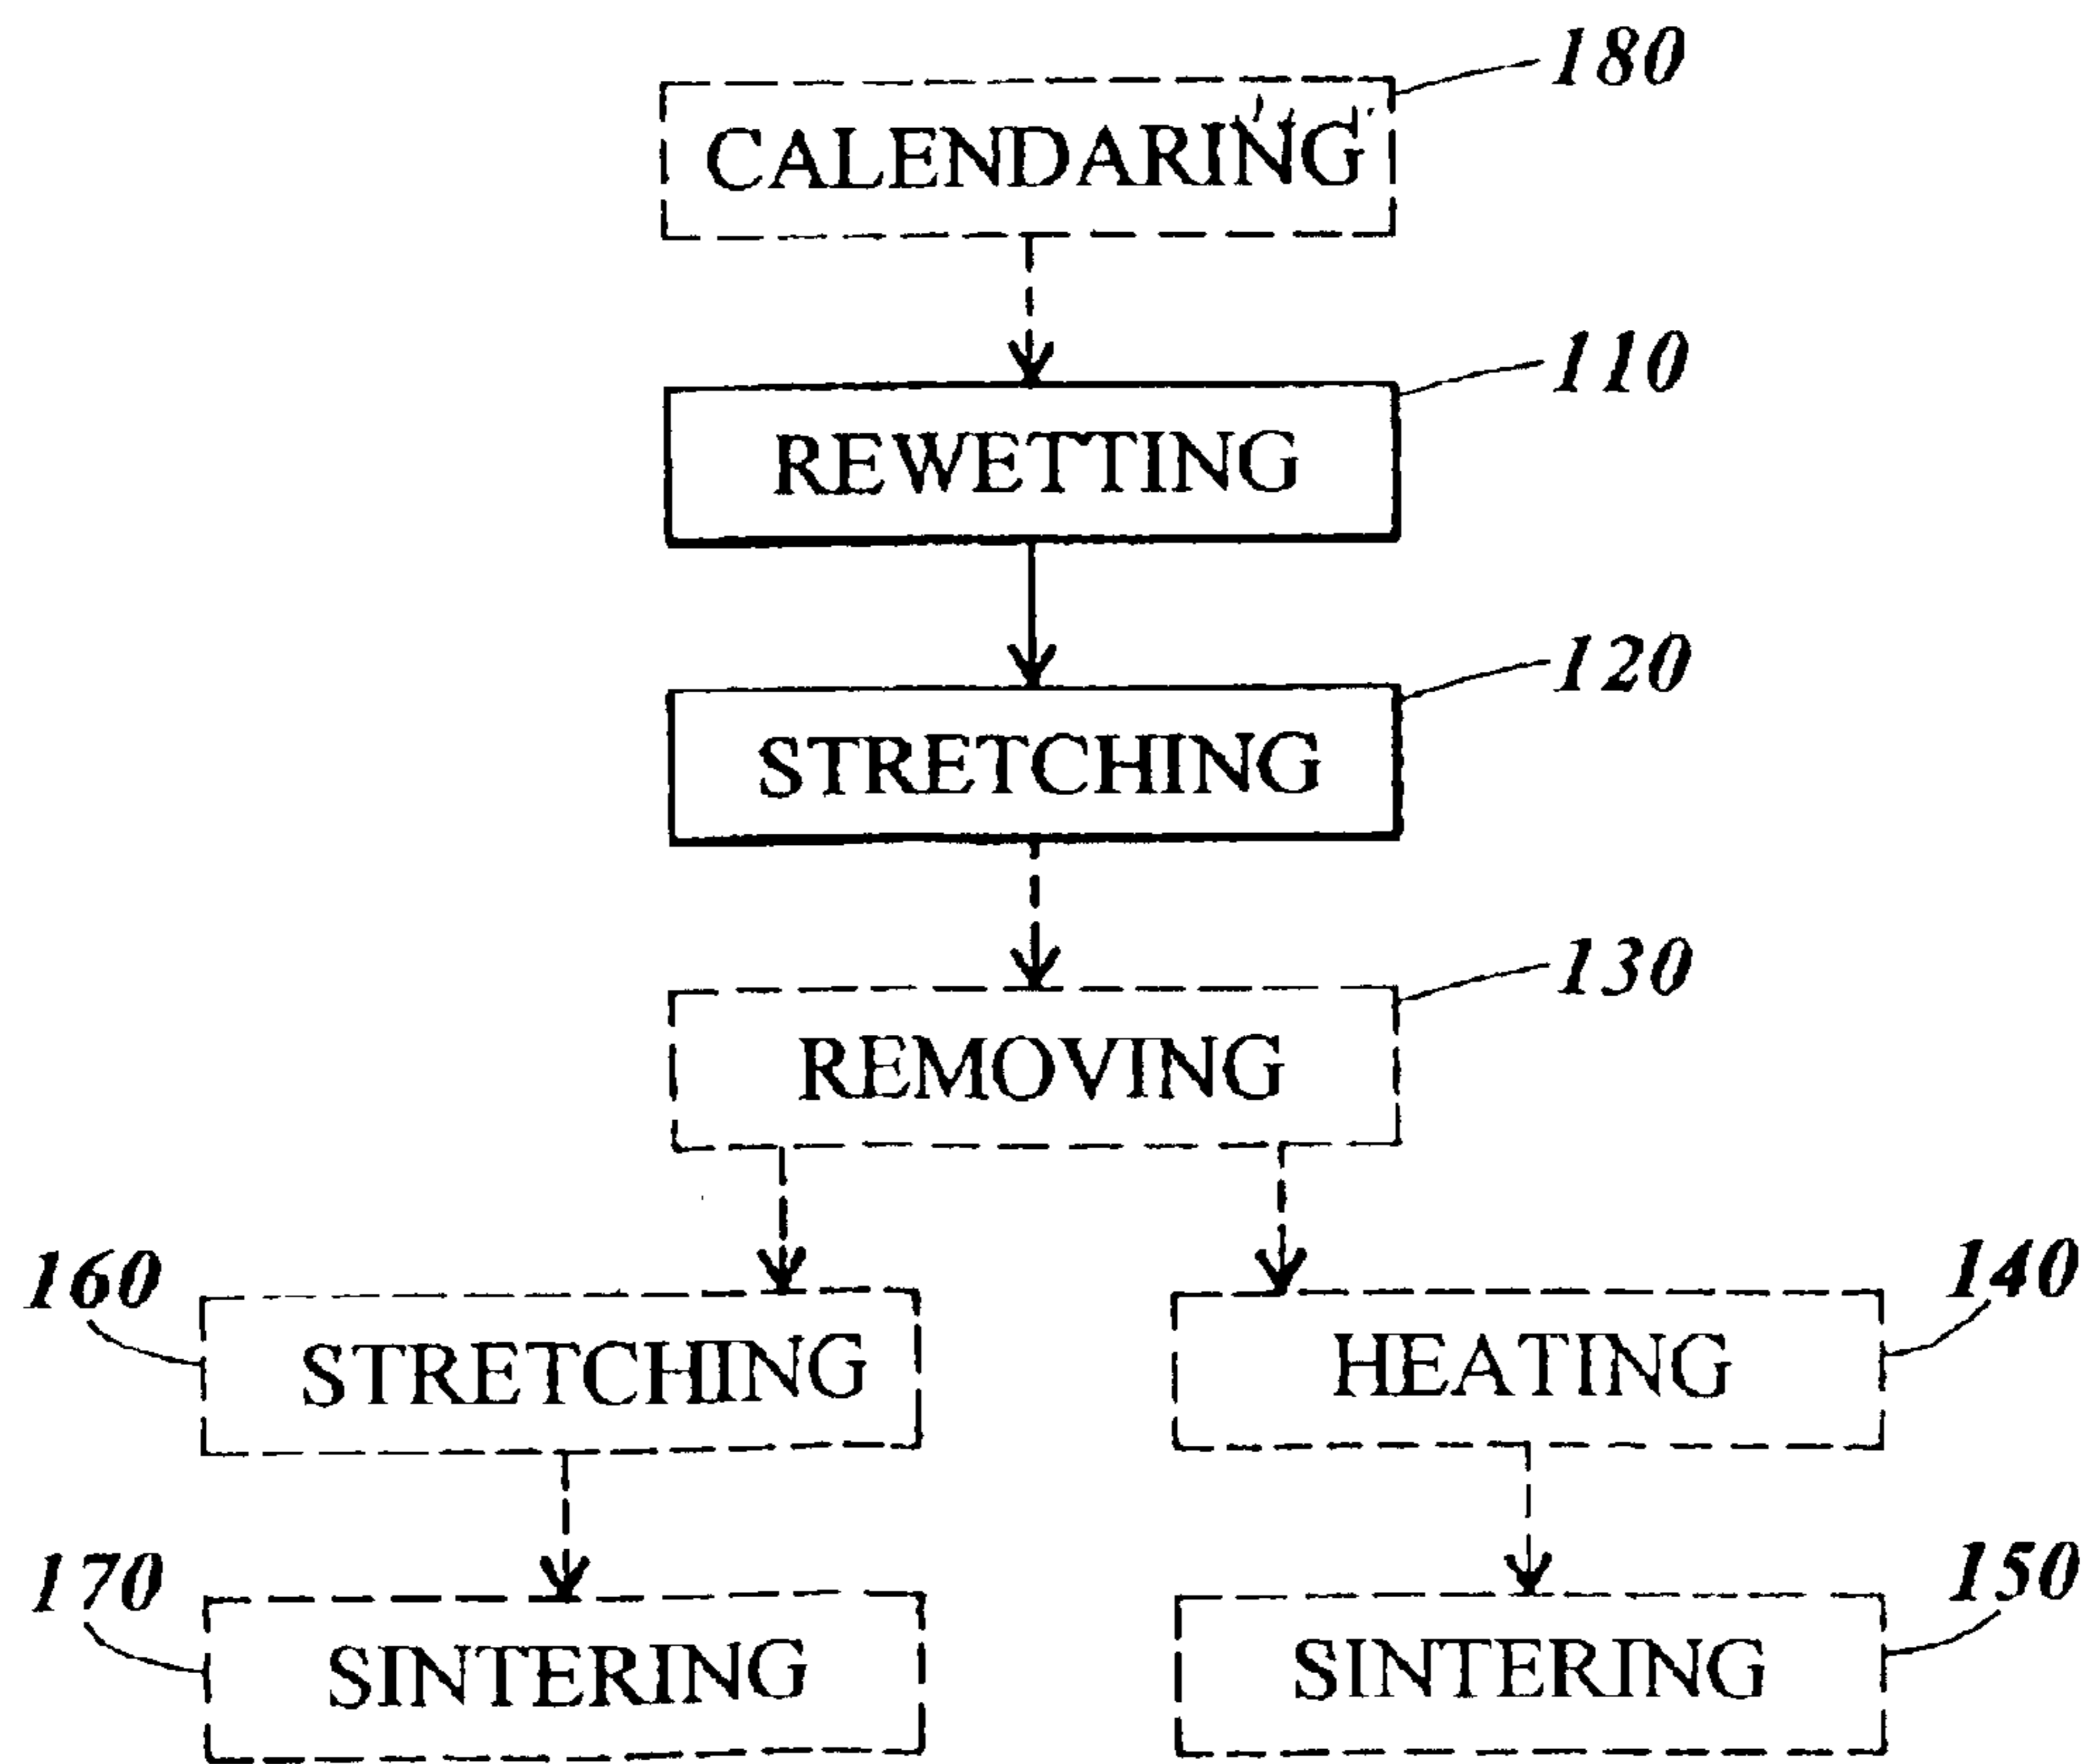 180
CALENDARING
110
REWETTING
120
STRETCHING
130
REMOVING
160
STRETCHING
140
HEATING
170
SINTERING
150
SINTERING